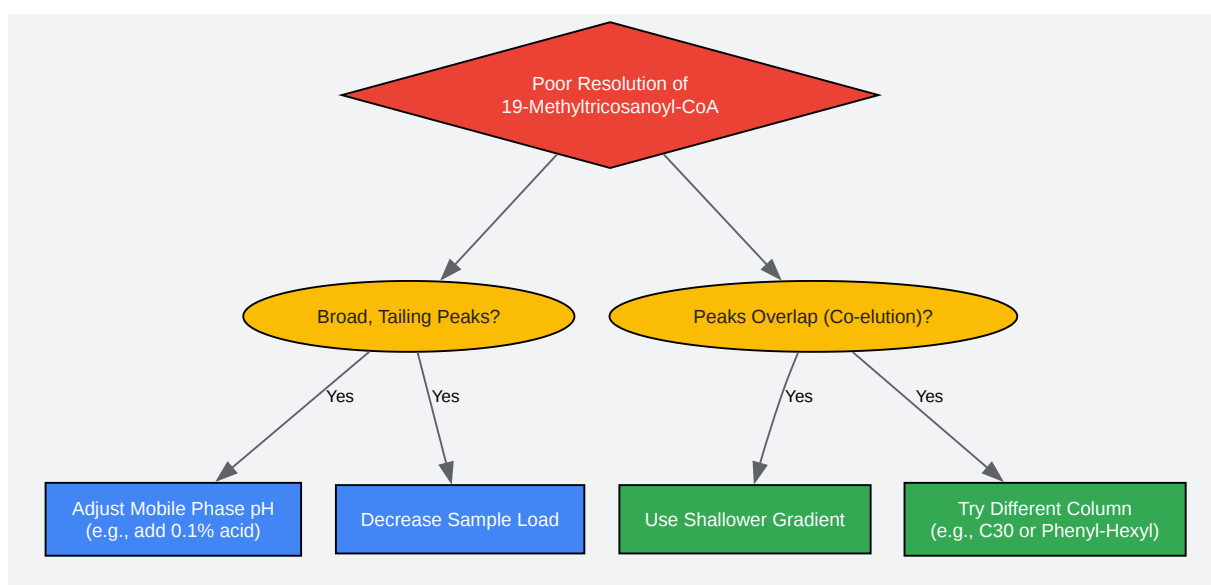 Poor Resolution of
19-Methyltricosanoyl-CoA
Broad, Tailing Peaks?
Peaks Overlap (Co-elution)?
Yes
Yes
Yes
Yes
Adjust Mobile Phase pH
(e.g., add 0.1% acid)
Decrease Sample Load
Use Shallower Gradient
Try Different Column
(e.g., C30 or Phenyl-Hexyl)